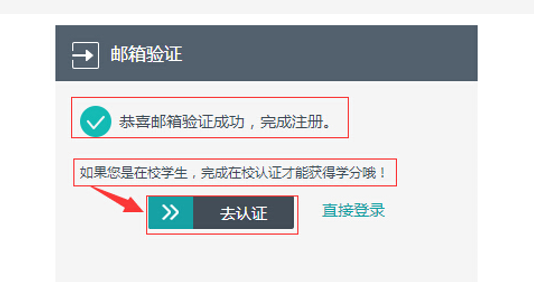 邮箱验证
恭喜邮箱验证成功，完成注册。
如果您是在校学生，完成在校认证才能获得学分哦！
去认证 直接登录